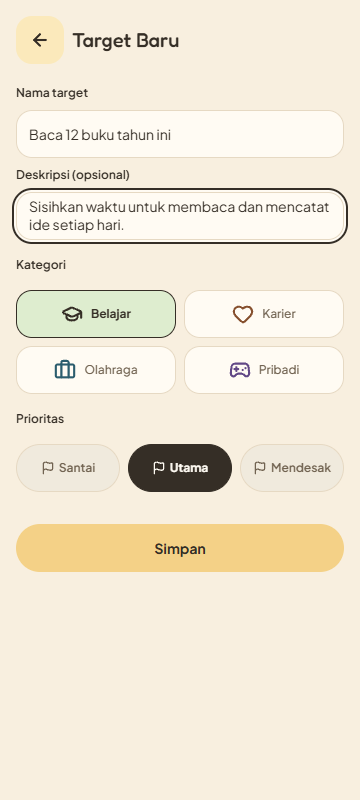 Target Baru
Nama target
Baca 12 buku tahun ini
Deskripsi (opsional)
Sisihkan waktu untuk membaca dan mencatat
ide setiap hari.
Kategori
Belajar
Karier
Olahraga
Pribadi
Prioritas
Santai
Utama
Mendesak
Simpan